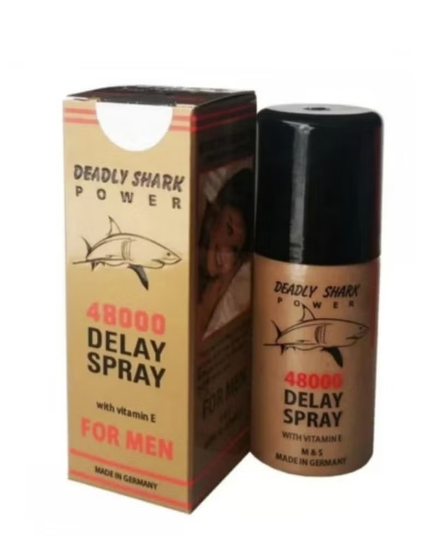 DEADLY SHARK
POWER
48000
DELAY
SPRAY
with vitamin E
FOR MEN
MADE IN GERMANY
FOR MEN
DEADLY SHARK
POWER
48000
DELAY
SPRAY
WITH VITAMIN E
M & S
MADE IN GERMANY